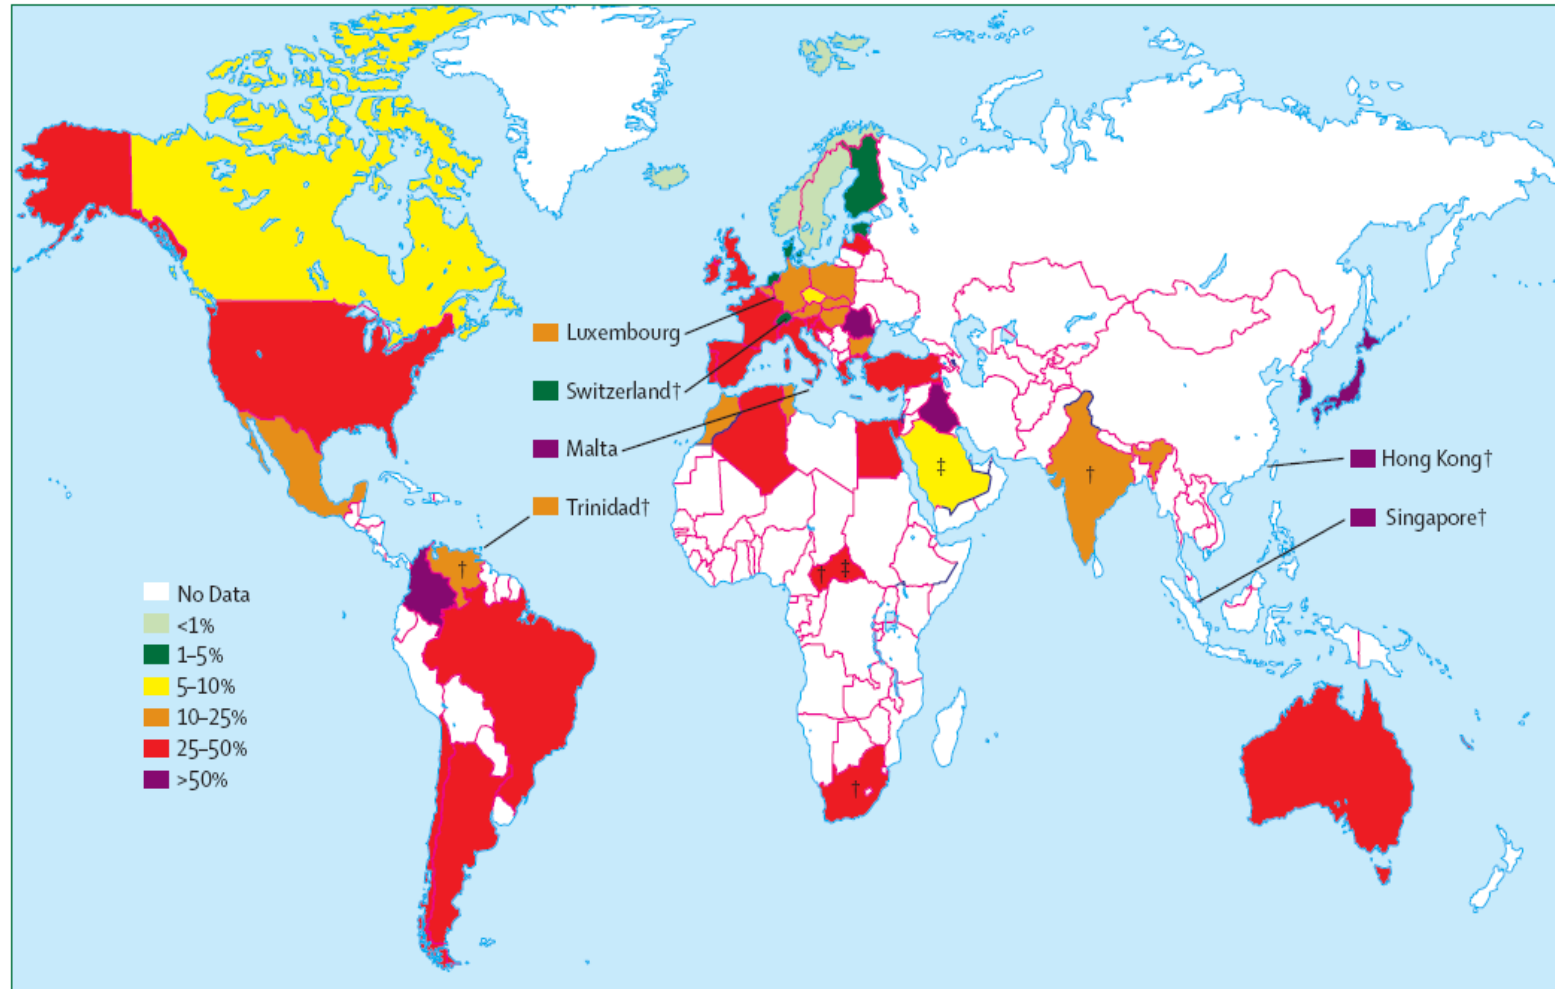 Luxembourg
Switzerland†
Malta
Trinidad†
Hong Kong†
Singapore†
‡
†
†
†
‡
†
No Data
<1%
1–5%
5–10%
10–25%
25–50%
>50%